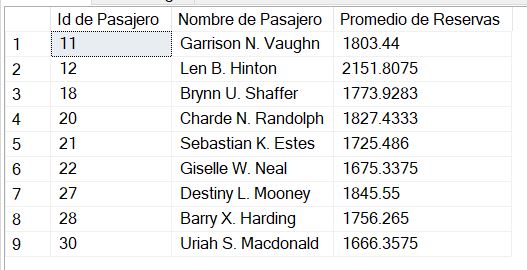 Id de Pasajero Nombre de Pasajero Promedio de Reservas
1 11 Garrison N. Vaughn 1803.44
2 12 Len B. Hinton 2151.8075
3 18 Brynn U. Shaffer 1773.9283
4 20 Charde N. Randolph 1827.4333
5 21 Sebastian K. Estes 1725.486
6 22 Giselle W. Neal 1675.3375
7 27 Destiny L. Mooney 1845.55
8 28 Barry X. Harding 1756.265
9 30 Uriah S. Macdonald 1666.3575